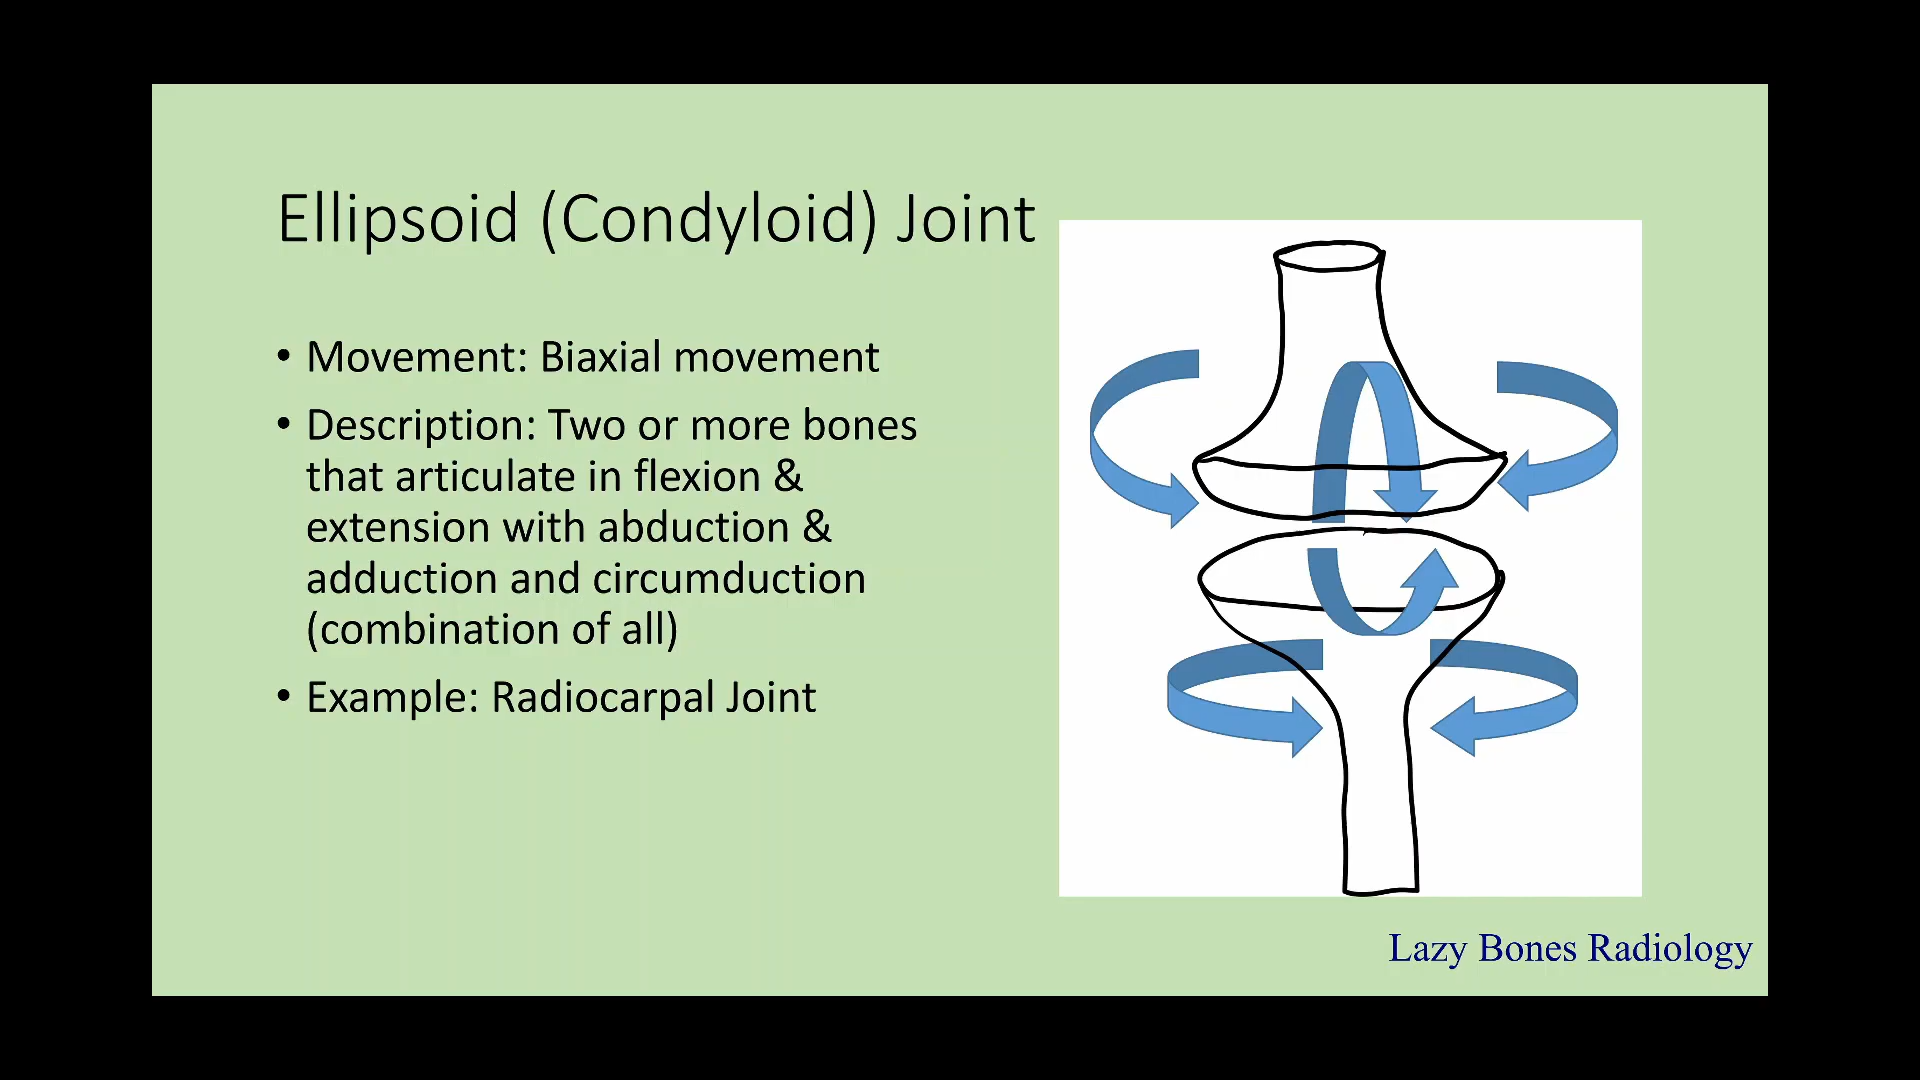 Ellipsoid (Condyloid) Joint
• Movement: Biaxial movement
• Description: Two or more bones
that articulate in flexion &
extension with abduction &
adduction and circumduction
(combination of all)
• Example: Radiocarpal Joint
Lazy Bones Radiology